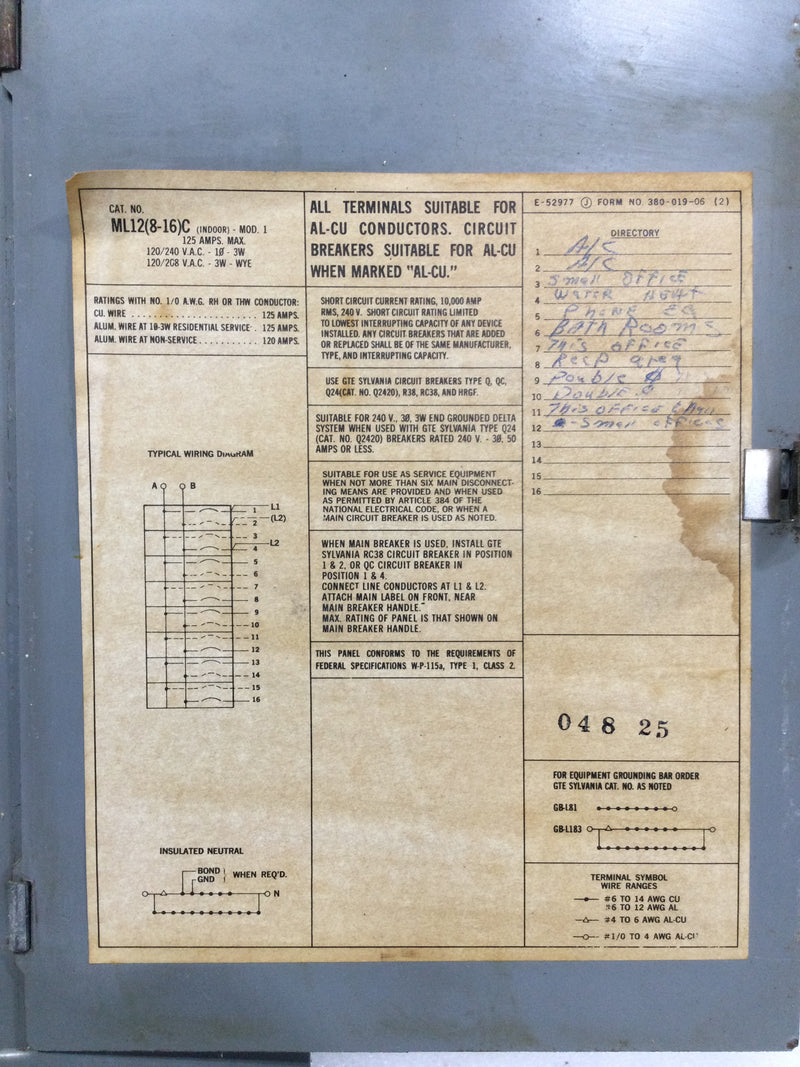 CAT. NO.
ML12(8-16)C (INDOOR) - MOD. 1
125 AMPS. MAX.
120/240 V.A.C. - 1Ø - 3W
120/208 V.A.C. - 3W - WYE
RATINGS WITH NO. 1/0 A.W.G. RH OR THW CONDUCTOR:
CU. WIRE ...................... 125 AMPS.
ALUM. WIRE AT 1Ø-3W RESIDENTIAL SERVICE . 125 AMPS.
ALUM. WIRE AT NON-SERVICE ........... 120 AMPS.
TYPICAL WIRING DIAGRAM
A B
1 L1
2 (L2)
3
4 L2
5
6
7
8
9
10
11
12
13
14
15
16
INSULATED NEUTRAL
BOND
GND
WHEN REQ'D.
N
ALL TERMINALS SUITABLE FOR
AL-CU CONDUCTORS. CIRCUIT
BREAKERS SUITABLE FOR AL-CU
WHEN MARKED "AL-CU."
SHORT CIRCUIT CURRENT RATING, 10,000 AMP
RMS, 240 V. SHORT CIRCUIT RATING LIMITED
TO LOWEST INTERRUPTING CAPACITY OF ANY DEVICE
INSTALLED. ANY CIRCUIT BREAKERS THAT ARE ADDED
OR REPLACED SHALL BE OF THE SAME MANUFACTURER,
TYPE, AND INTERRUPTING CAPACITY.
USE GTE SYLVANIA CIRCUIT BREAKERS TYPE Q, QC,
Q24(CAT. NO. Q2420), R38, RC38, AND HRGF.
SUITABLE FOR 240 V., 3Ø, 3W END GROUNDED DELTA
SYSTEM WHEN USED WITH GTE SYLVANIA TYPE Q24
(CAT. NO. Q2420) BREAKERS RATED 240 V. - 3Ø, 50
AMPS OR LESS.
SUITABLE FOR USE AS SERVICE EQUIPMENT
WHEN NOT MORE THAN SIX MAIN DISCONNECT-
ING MEANS ARE PROVIDED AND WHEN USED
AS PERMITTED BY ARTICLE 384 OF THE
NATIONAL ELECTRICAL CODE, OR WHEN A
MAIN CIRCUIT BREAKER IS USED AS NOTED.
WHEN MAIN BREAKER IS USED, INSTALL GTE
SYLVANIA RC38 CIRCUIT BREAKER IN POSITION
1 & 2, OR QC CIRCUIT BREAKER IN
POSITION 1 & 4.
CONNECT LINE CONDUCTORS AT L1 & L2.
ATTACH MAIN LABEL ON FRONT, NEAR
MAIN BREAKER HANDLE.
MAX. RATING OF PANEL IS THAT SHOWN ON
MAIN BREAKER HANDLE.
THIS PANEL CONFORMS TO THE REQUIREMENTS OF
FEDERAL SPECIFICATIONS W-P-115a, TYPE 1, CLASS 2.
E-52977 (J) FORM NO. 380-019-06 (2)
DIRECTORY
1 A/C
2 A/C
3 Small Office
4 Water Heat
5 Phone EQ
6 Bath Rooms
7 This office
8 Recp area
9 Double
10 Double
11 This office &
12 Small offices
13
14
15
16
048 25
FOR EQUIPMENT GROUNDING BAR ORDER
GTE SYLVANIA CAT. NO. AS NOTED
GB-L81
GB-L183
TERMINAL SYMBOL
WIRE RANGES
#6 TO 14 AWG CU
#6 TO 12 AWG AL
#4 TO 6 AWG AL-CU
#1/0 TO 4 AWG AL-CU